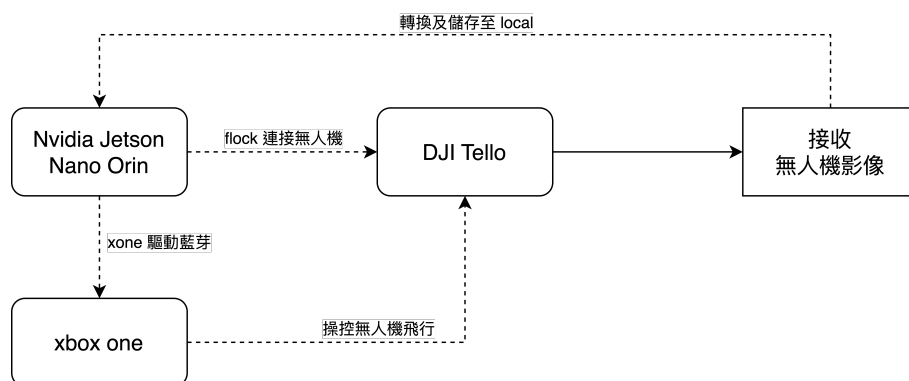 轉換及儲存至 local
Nvidia Jetson
Nano Orin
flock 連接無人機
DJI Tello
接收
無人機影像
xone 驅動藍芽
操控無人機飛行
xbox one